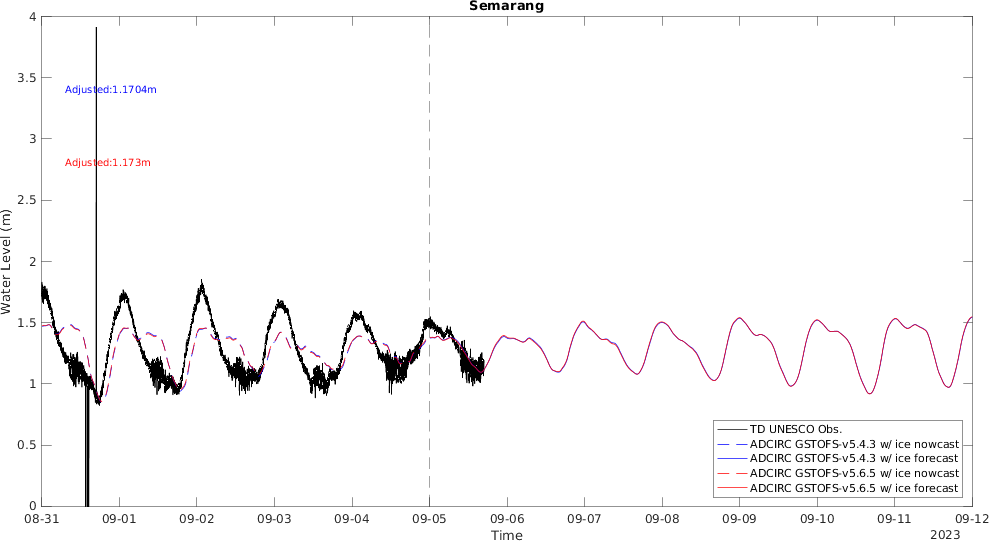 Semarang
4
3.5
3
2.5
2
1.5
1
0.5
0
Water Level (m)
Adjusted:1.1704m
Adjusted:1.173m
TD UNESCO Obs.
ADCIRC GSTOFS-v5.4.3 w/ ice nowcast
ADCIRC GSTOFS-v5.4.3 w/ ice forecast
ADCIRC GSTOFS-v5.6.5 w/ ice nowcast
ADCIRC GSTOFS-v5.6.5 w/ ice forecast
08-31 09-01 09-02 09-03 09-04 09-05 09-06 09-07 09-08 09-09 09-10 09-11 09-12
Time
2023